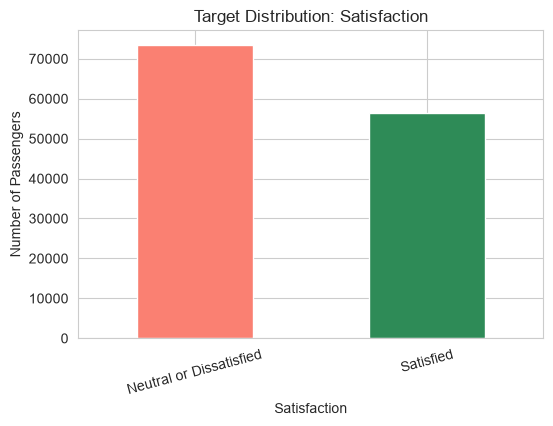 Target Distribution: Satisfaction
Number of Passengers
70000
60000
50000
40000
30000
20000
10000
0
Neutral or Dissatisfied
Satisfied
Satisfaction